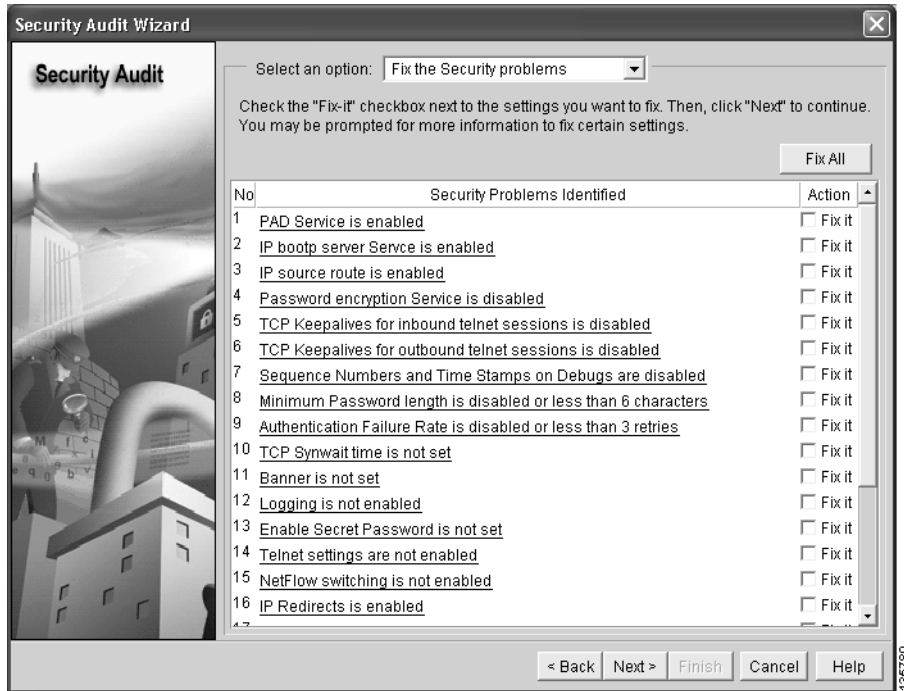 Security Audit Wizard
Security Audit
Select an option: Fix the Security problems
Check the "Fix-it" checkbox next to the settings you want to fix. Then, click "Next" to continue.
You may be prompted for more information to fix certain settings.
Fix All
No Security Problems Identified Action
1 PAD Service is enabled Fix it
2 IP bootp server Servce is enabled Fix it
3 IP source route is enabled Fix it
4 Password encryption Service is disabled Fix it
5 TCP Keepalives for inbound telnet sessions is disabled Fix it
6 TCP Keepalives for outbound telnet sessions is disabled Fix it
7 Sequence Numbers and Time Stamps on Debugs are disabled Fix it
8 Minimum Password length is disabled or less than 6 characters Fix it
9 Authentication Failure Rate is disabled or less than 3 retries Fix it
10 TCP Synwait time is not set Fix it
11 Banner is not set Fix it
12 Logging is not enabled Fix it
13 Enable Secret Password is not set Fix it
14 Telnet settings are not enabled Fix it
15 NetFlow switching is not enabled Fix it
16 IP Redirects is enabled Fix it
< Back Next > Finish Cancel Help